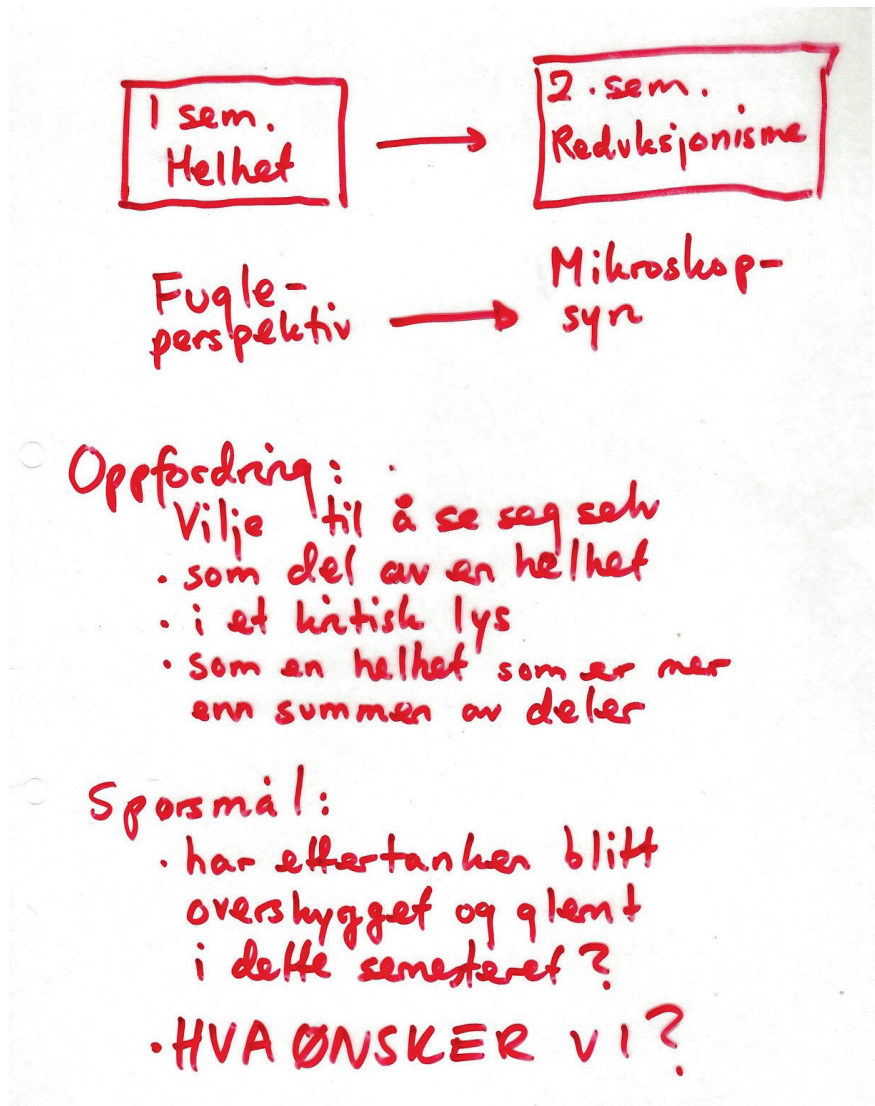 1 sem.
Helhet
2. sem.
Reduksjonisme
Fugle-
perspektiv
Mikroskop-
syn
Oppfordring:
Vilje til å se seg selv
• som del av en helhet
• i et kritisk lys
• som en helhet som er mer
enn summen av deler
Spørsmål:
• har ettertanken blitt
overskygget og glemt
i dette semesteret?
• HVA ØNSKER VI?